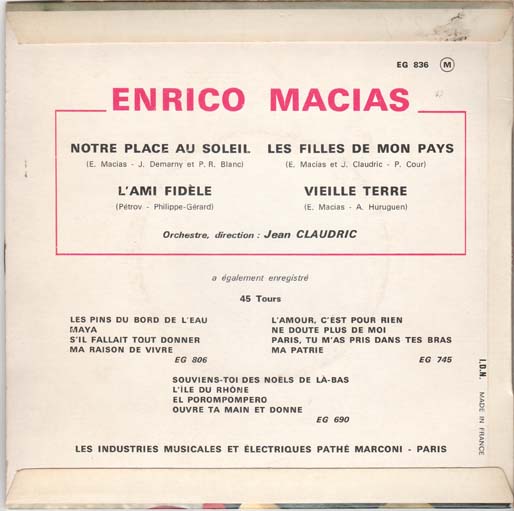 EG 836 M
ENRICO MACIAS
NOTRE PLACE AU SOLEIL
(E. Macias - J. Demarny et P. R. Blanc)
LES FILLES DE MON PAYS
(E. Macias et J. Claudric - P. Cour)
L'AMI FIDÈLE
(Pétrov - Philippe-Gérard)
VIEILLE TERRE
(E. Macias - A. Huruguen)
Orchestre, direction : Jean CLAUDRIC
a également enregistré
45 Tours
LES PINS DU BORD DE L'EAU
MAYA
S'IL FALLAIT TOUT DONNER
MA RAISON DE VIVRE
EG 806
L'AMOUR, C'EST POUR RIEN
NE DOUTE PLUS DE MOI
PARIS, TU M'AS PRIS DANS TES BRAS
MA PATRIE
EG 745
SOUVIENS-TOI DES NOELS DE LÀ-BAS
L'ILE DU RHÔNE
EL POROMPOMPERO
OUVRE TA MAIN ET DONNE
EG 690
LES INDUSTRIES MUSICALES ET ÉLECTRIQUES PATHÉ MARCONI - PARIS
I.D.N. MADE IN FRANCE